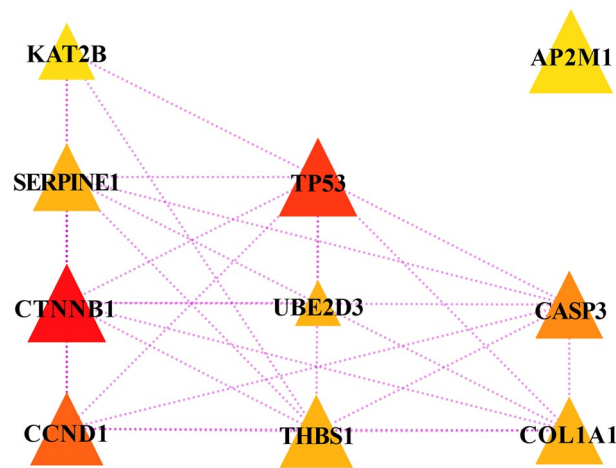 KAT2B
AP2M1
SERPINE1
TP53
CTNNB1
UBE2D3
CASP3
CCND1
THBS1
COL1A1